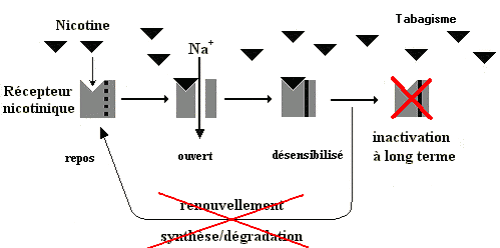 Nicotine
Tabagisme
Na+
Récepteur
nicotinique
repos
ouvert
désensibilisé
inactivation
à long terme
renouvellement
synthèse/dégradation